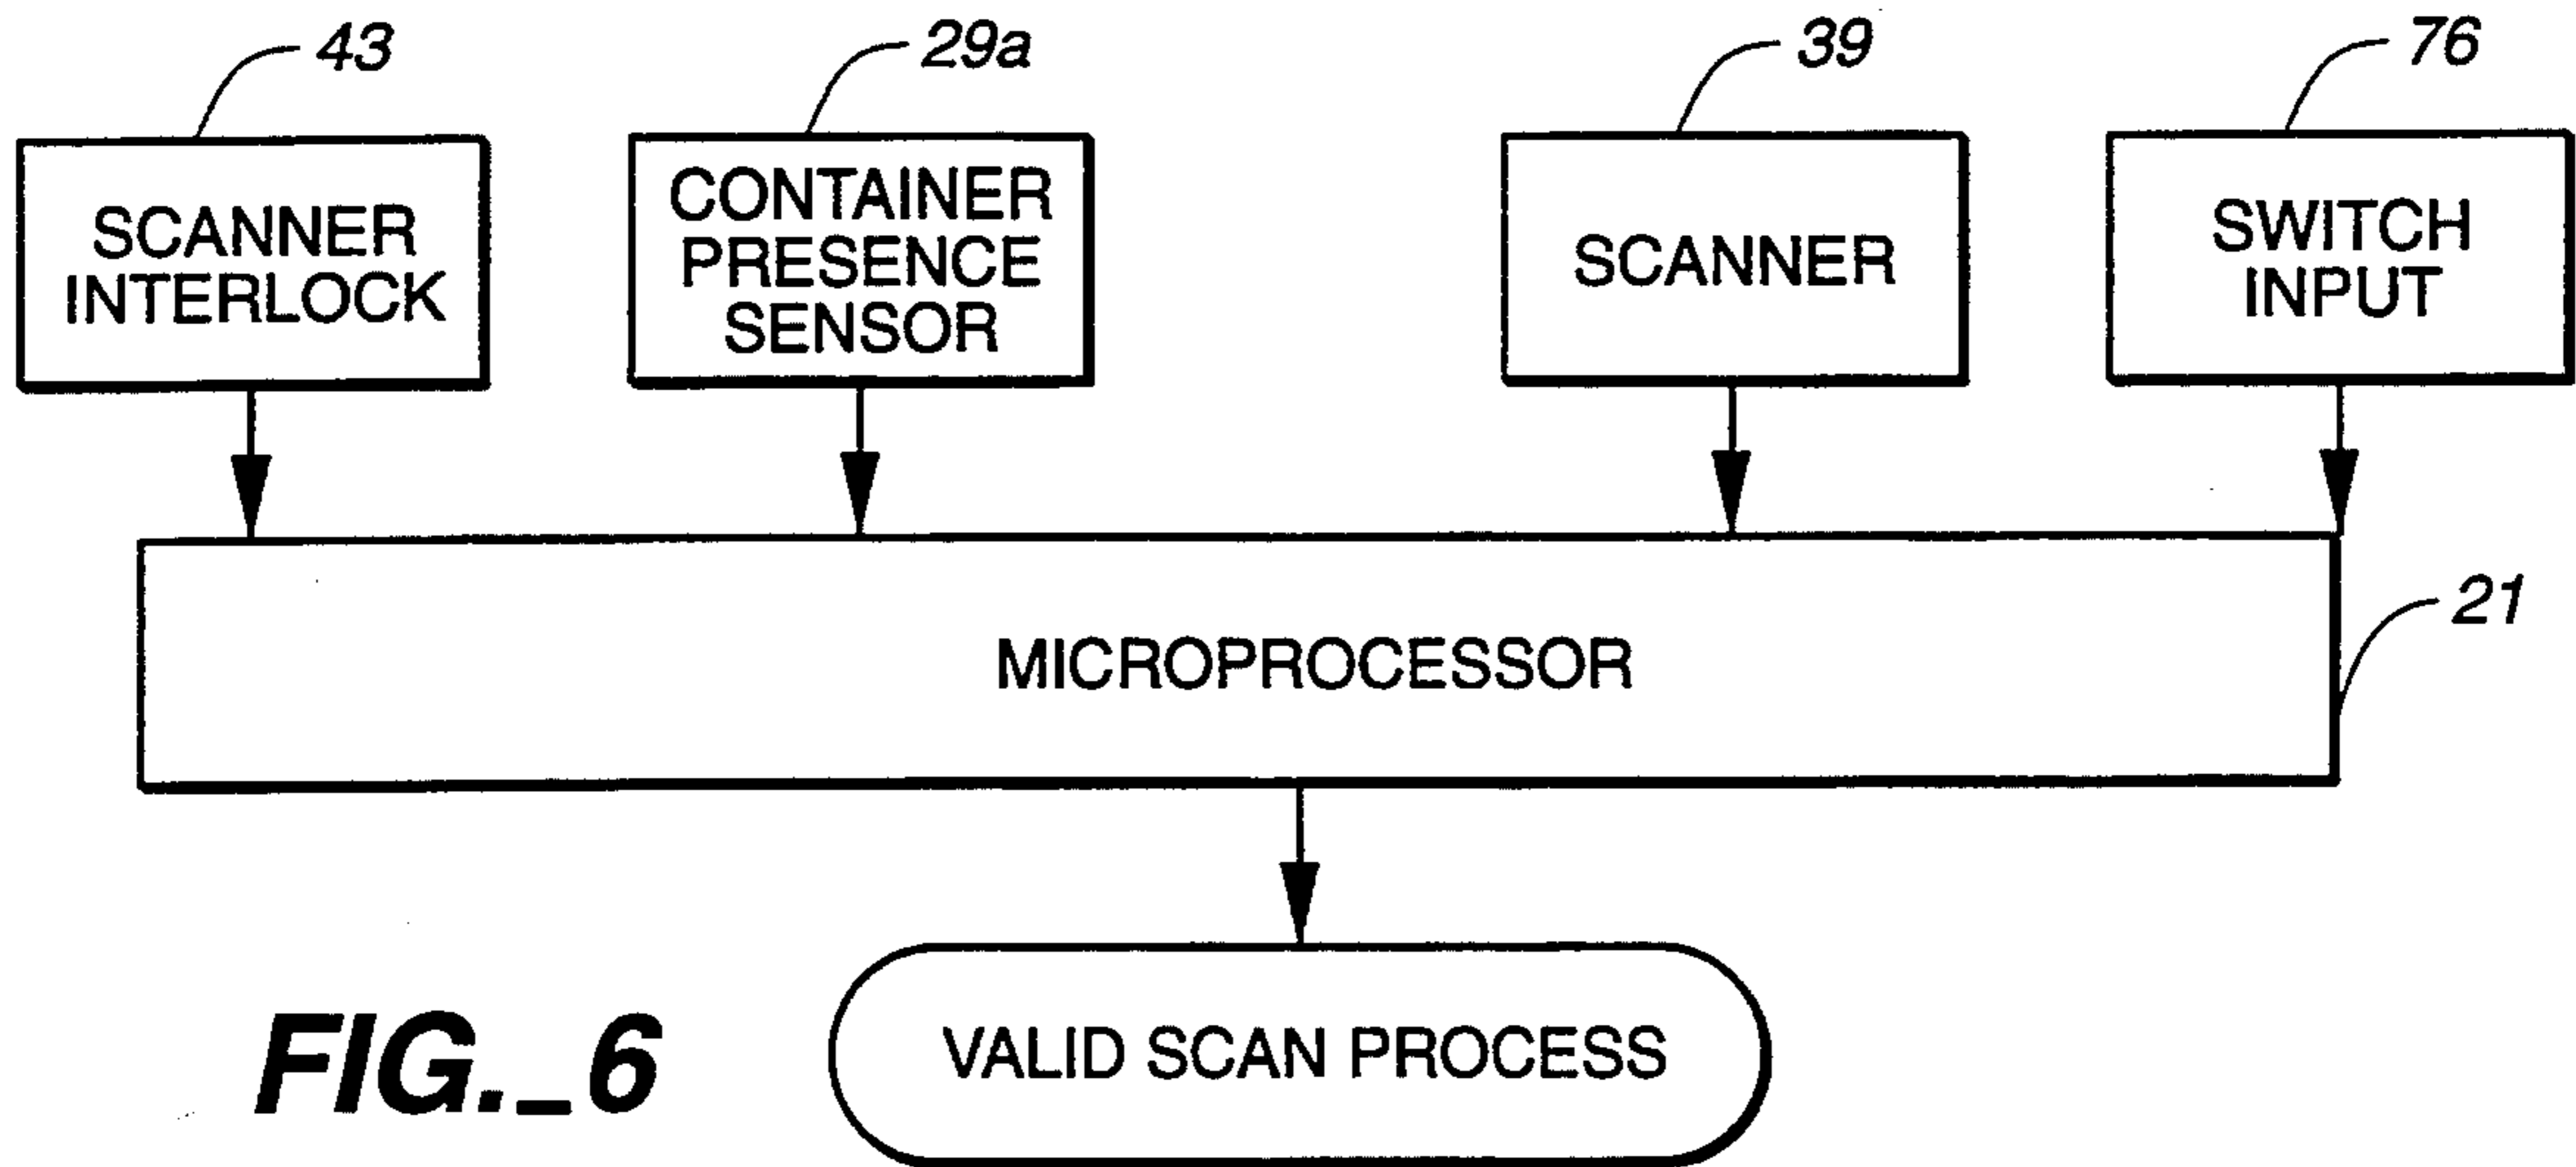 43
29a
39
76
SCANNER
INTERLOCK
CONTAINER
PRESENCE
SENSOR
SCANNER
SWITCH
INPUT
21
MICROPROCESSOR
VALID SCAN PROCESS
FIG._6